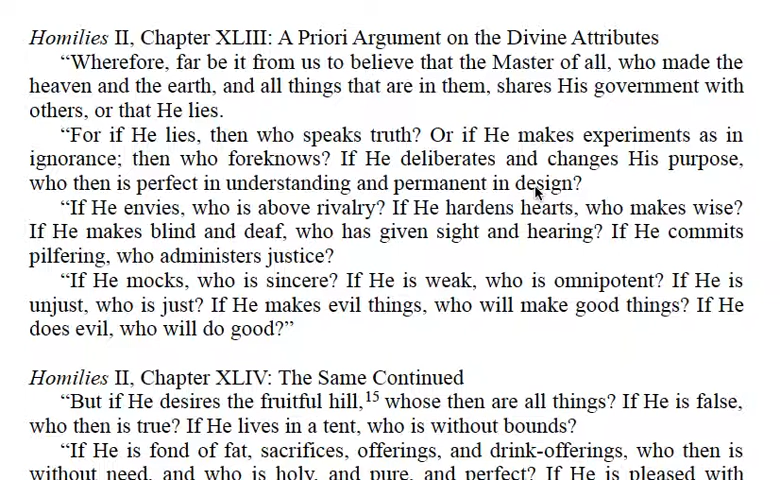 Homilies II, Chapter XLIII: A Priori Argument on the Divine Attributes
“Wherefore, far be it from us to believe that the Master of all, who made the
heaven and the earth, and all things that are in them, shares His government with
others, or that He lies.
“For if He lies, then who speaks truth? Or if He makes experiments as in
ignorance; then who foreknows? If He deliberates and changes His purpose,
who then is perfect in understanding and permanent in design?
“If He envies, who is above rivalry? If He hardens hearts, who makes wise?
If He makes blind and deaf, who has given sight and hearing? If He commits
pilfering, who administers justice?
“If He mocks, who is sincere? If He is weak, who is omnipotent? If He is
unjust, who is just? If He makes evil things, who will make good things? If He
does evil, who will do good?”
Homilies II, Chapter XLIV: The Same Continued
“But if He desires the fruitful hill,15 whose then are all things? If He is false,
who then is true? If He lives in a tent, who is without bounds?
“If He is fond of fat, sacrifices, offerings, and drink-offerings, who then is
without need, and who is holy, and pure, and perfect? If He is pleased with